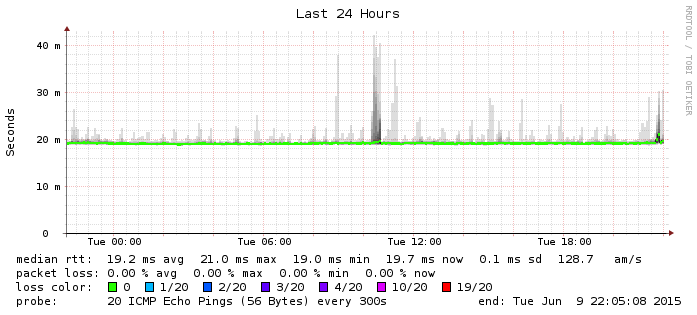 Last 24 Hours
RRDTOOL / TOBI OETIKER
Seconds
40 m
30 m
20 m
10 m
0
Tue 00:00 Tue 06:00 Tue 12:00 Tue 18:00
median rtt: 19.2 ms avg 21.0 ms max 19.0 ms min 19.7 ms now 0.1 ms sd 128.7 am/s
packet loss: 0.00 % avg 0.00 % max 0.00 % min 0.00 % now
loss color: 0 1/20 2/20 3/20 4/20 10/20 19/20
probe: 20 ICMP Echo Pings (56 Bytes) every 300s end: Tue Jun 9 22:05:08 2015